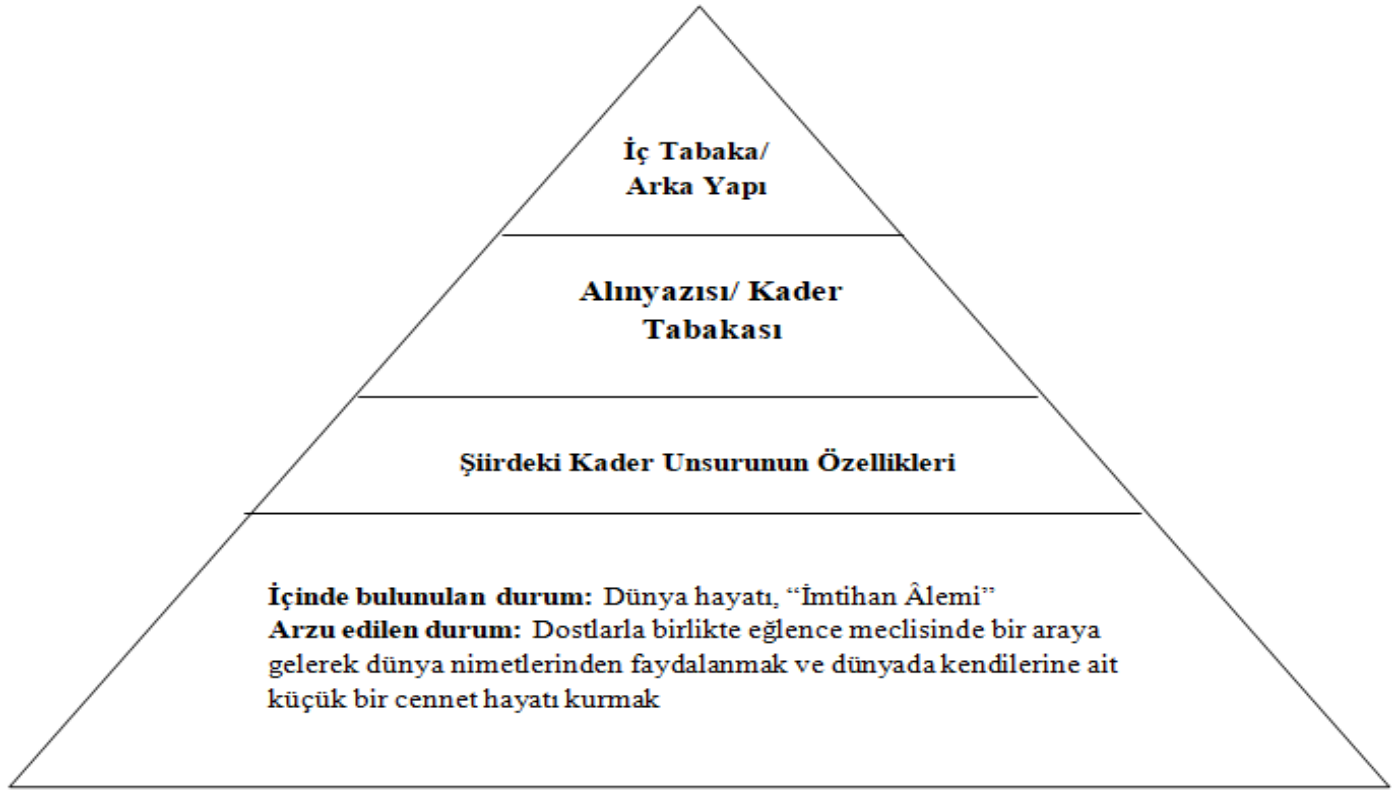 İç Tabaka/
Arka Yapı
Alınyazısı/ Kader
Tabakası
Şiirdeki Kader Unsurunun Özellikleri
İçinde bulunulan durum: Dünya hayatı, “İmtihan Âlemi”
Arzu edilen durum: Dostlarla birlikte eğlence meclisinde bir araya
gelerek dünya nimetlerinden faydalanmak ve dünyada kendilerine ait
küçük bir cennet hayatı kurmak